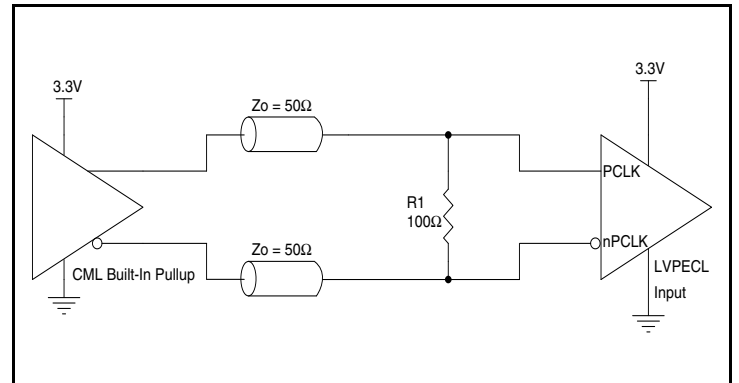 3.3V
3.3V
Zo = 50Ω
PCLK
R1
100Ω
Zo = 50Ω
nPCLK
CML Built-In Pullup
LVPECL
Input